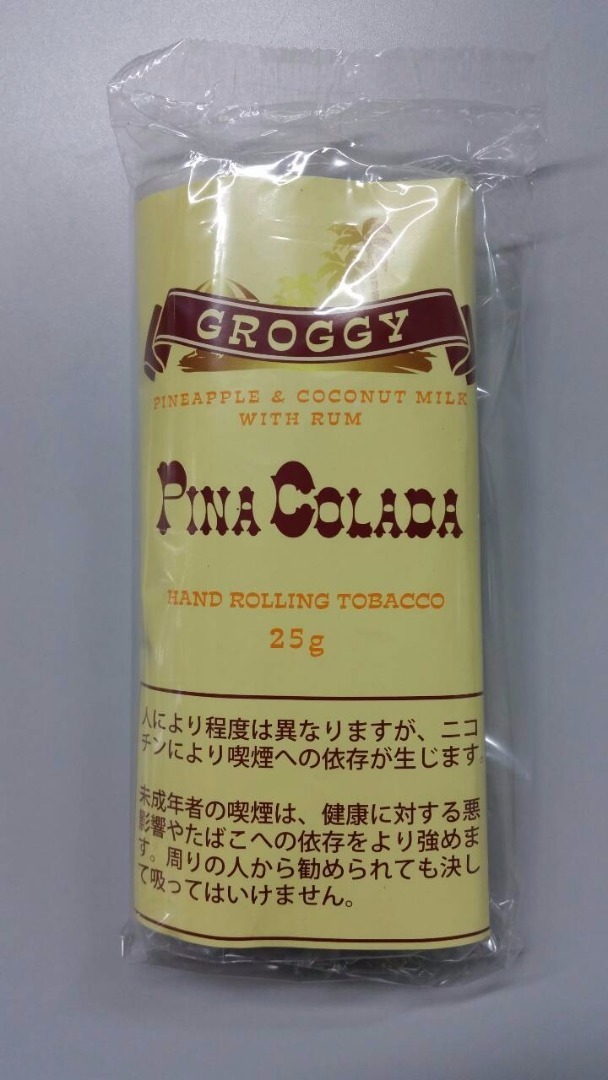 GROGGY
PINEAPPLE & COCONUT MILK
WITH RUM
PINA COLADA
HAND ROLLING TOBACCO
25g
人により程度は異なりますが、ニコ
チンにより喫煙への依存が生じます。
未成年者の喫煙は、健康に対する悪
影響やたばこへの依存をより強めま
す。周りの人から勧められても決し
て吸ってはいけません。